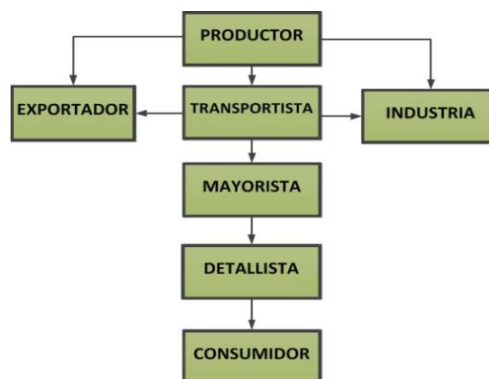 PRODUCTOR
EXPORTADOR
TRANSPORTISTA
INDUSTRIA
MAYORISTA
DETALLISTA
CONSUMIDOR